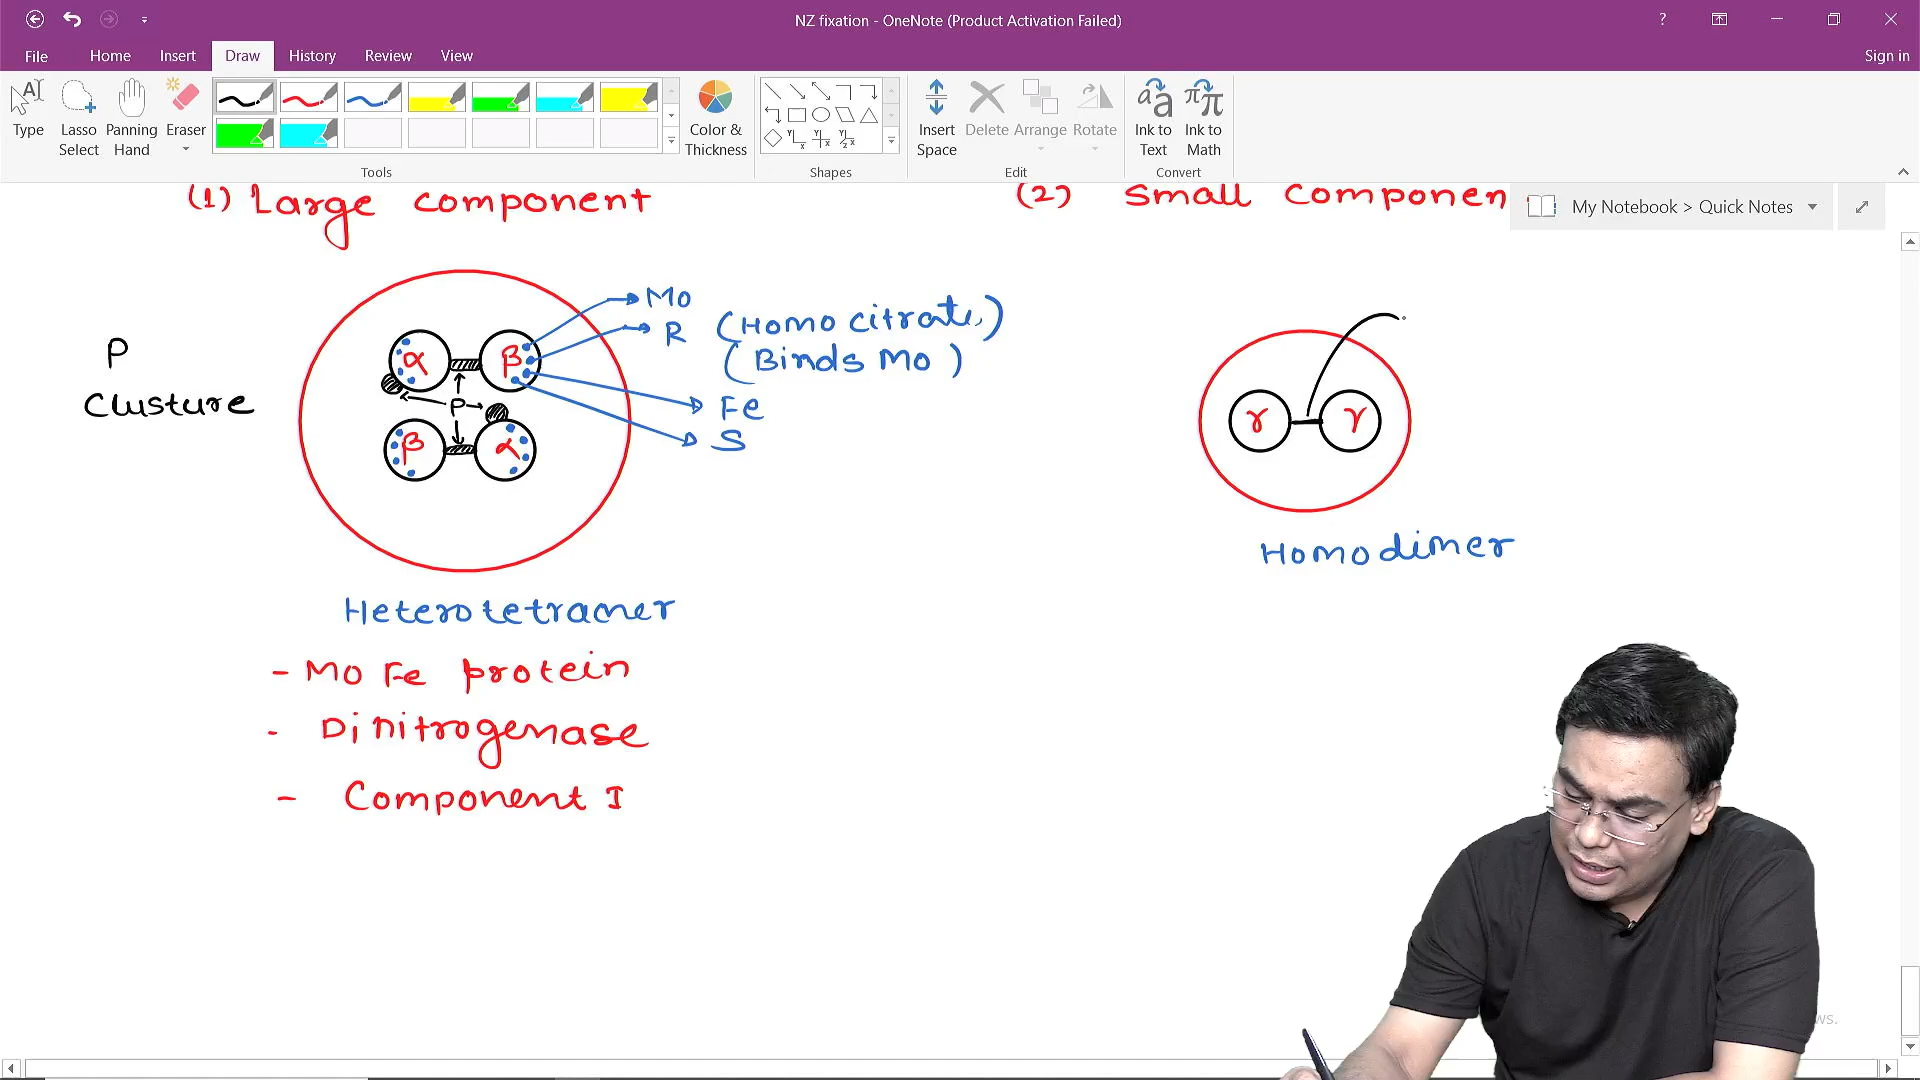 NZ fixation - OneNote (Product Activation Failed)
?
File Home Insert Draw History Review View
Sign in
Type
Lasso Select
Panning Hand
Eraser
Color & Thickness
Insert Space
Delete
Arrange
Rotate
Ink to Text
Ink to Math
Tools
Shapes
Edit
Convert
My Notebook > Quick Notes
(1) Large component
(2) Small Componen
P
Clusture
α
β
P
β
α
Mo
R (Homo citrate,)
(Binds Mo)
Fe
S
Heterotetramer
- Mo Fe protein
- Dinitrogenase
- Component I
γ
γ
Homodimer
ws.